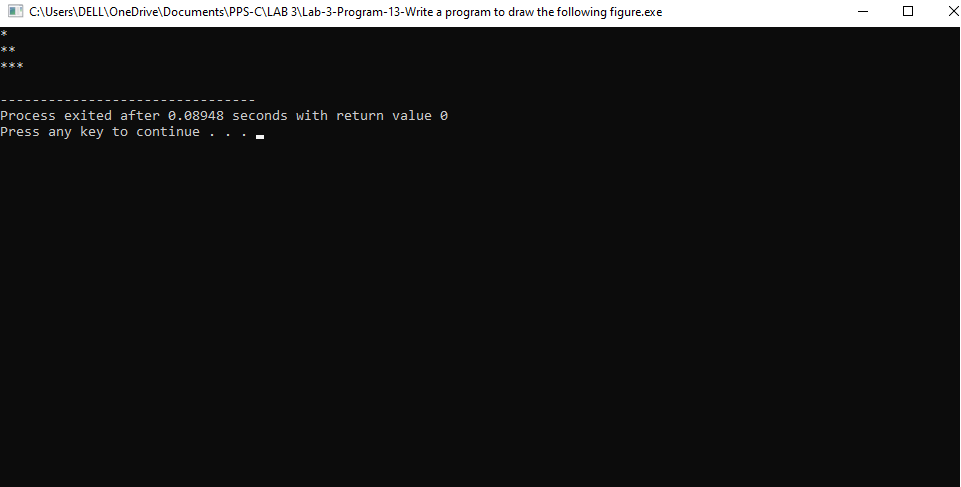 C:\Users\DELL\OneDrive\Documents\PPS-C\LAB 3\Lab-3-Program-13-Write a program to draw the following figure.exe
*
**
***
--------------------------------
Process exited after 0.08948 seconds with return value 0
Press any key to continue . . .